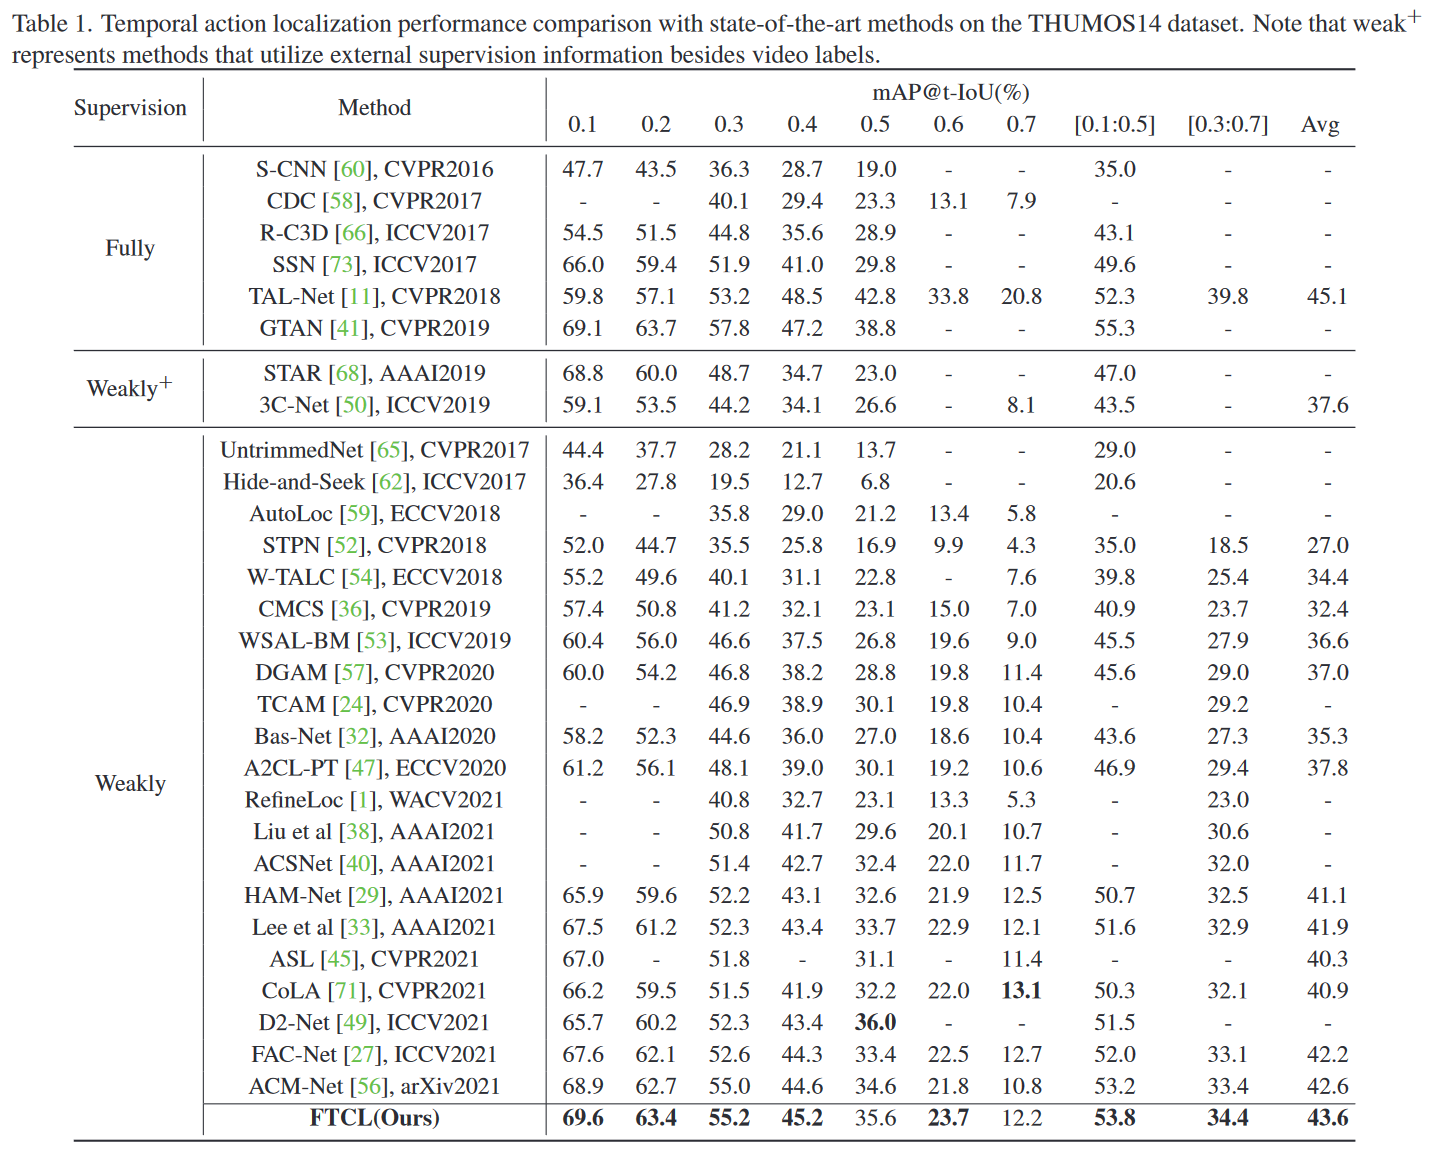 Table 1. Temporal action localization performance comparison with state-of-the-art methods on the THUMOS14 dataset. Note that weak+
represents methods that utilize external supervision information besides video labels.
Supervision Method mAP@t-IoU(%)
0.1 0.2 0.3 0.4 0.5 0.6 0.7 [0.1:0.5] [0.3:0.7] Avg
Fully
S-CNN [60], CVPR2016 47.7 43.5 36.3 28.7 19.0 - - 35.0 - -
CDC [58], CVPR2017 - - 40.1 29.4 23.3 13.1 7.9 - - -
R-C3D [66], ICCV2017 54.5 51.5 44.8 35.6 28.9 - - 43.1 - -
SSN [73], ICCV2017 66.0 59.4 51.9 41.0 29.8 - - 49.6 - -
TAL-Net [11], CVPR2018 59.8 57.1 53.2 48.5 42.8 33.8 20.8 52.3 39.8 45.1
GTAN [41], CVPR2019 69.1 63.7 57.8 47.2 38.8 - - 55.3 - -
Weakly+
STAR [68], AAAI2019 68.8 60.0 48.7 34.7 23.0 - - 47.0 - -
3C-Net [50], ICCV2019 59.1 53.5 44.2 34.1 26.6 - 8.1 43.5 - 37.6
Weakly
UntrimmedNet [65], CVPR2017 44.4 37.7 28.2 21.1 13.7 - - 29.0 - -
Hide-and-Seek [62], ICCV2017 36.4 27.8 19.5 12.7 6.8 - - 20.6 - -
AutoLoc [59], ECCV2018 - - 35.8 29.0 21.2 13.4 5.8 - - -
STPN [52], CVPR2018 52.0 44.7 35.5 25.8 16.9 9.9 4.3 35.0 18.5 27.0
W-TALC [54], ECCV2018 55.2 49.6 40.1 31.1 22.8 - 7.6 39.8 25.4 34.4
CMCS [36], CVPR2019 57.4 50.8 41.2 32.1 23.1 15.0 7.0 40.9 23.7 32.4
WSAL-BM [53], ICCV2019 60.4 56.0 46.6 37.5 26.8 19.6 9.0 45.5 27.9 36.6
DGAM [57], CVPR2020 60.0 54.2 46.8 38.2 28.8 19.8 11.4 45.6 29.0 37.0
TCAM [24], CVPR2020 - - 46.9 38.9 30.1 19.8 10.4 - 29.2 -
Bas-Net [32], AAAI2020 58.2 52.3 44.6 36.0 27.0 18.6 10.4 43.6 27.3 35.3
A2CL-PT [47], ECCV2020 61.2 56.1 48.1 39.0 30.1 19.2 10.6 46.9 29.4 37.8
RefineLoc [1], WACV2021 - - 40.8 32.7 23.1 13.3 5.3 - 23.0 -
Liu et al [38], AAAI2021 - - 50.8 41.7 29.6 20.1 10.7 - 30.6 -
ACSNet [40], AAAI2021 - - 51.4 42.7 32.4 22.0 11.7 - 32.0 -
HAM-Net [29], AAAI2021 65.9 59.6 52.2 43.1 32.6 21.9 12.5 50.7 32.5 41.1
Lee et al [33], AAAI2021 67.5 61.2 52.3 43.4 33.7 22.9 12.1 51.6 32.9 41.9
ASL [45], CVPR2021 67.0 - 51.8 - 31.1 - 11.4 - - 40.3
CoLA [71], CVPR2021 66.2 59.5 51.5 41.9 32.2 22.0 13.1 50.3 32.1 40.9
D2-Net [49], ICCV2021 65.7 60.2 52.3 43.4 36.0 - - 51.5 - -
FAC-Net [27], ICCV2021 67.6 62.1 52.6 44.3 33.4 22.5 12.7 52.0 33.1 42.2
ACM-Net [56], arXiv2021 68.9 62.7 55.0 44.6 34.6 21.8 10.8 53.2 33.4 42.6
FTCL(Ours) 69.6 63.4 55.2 45.2 35.6 23.7 12.2 53.8 34.4 43.6